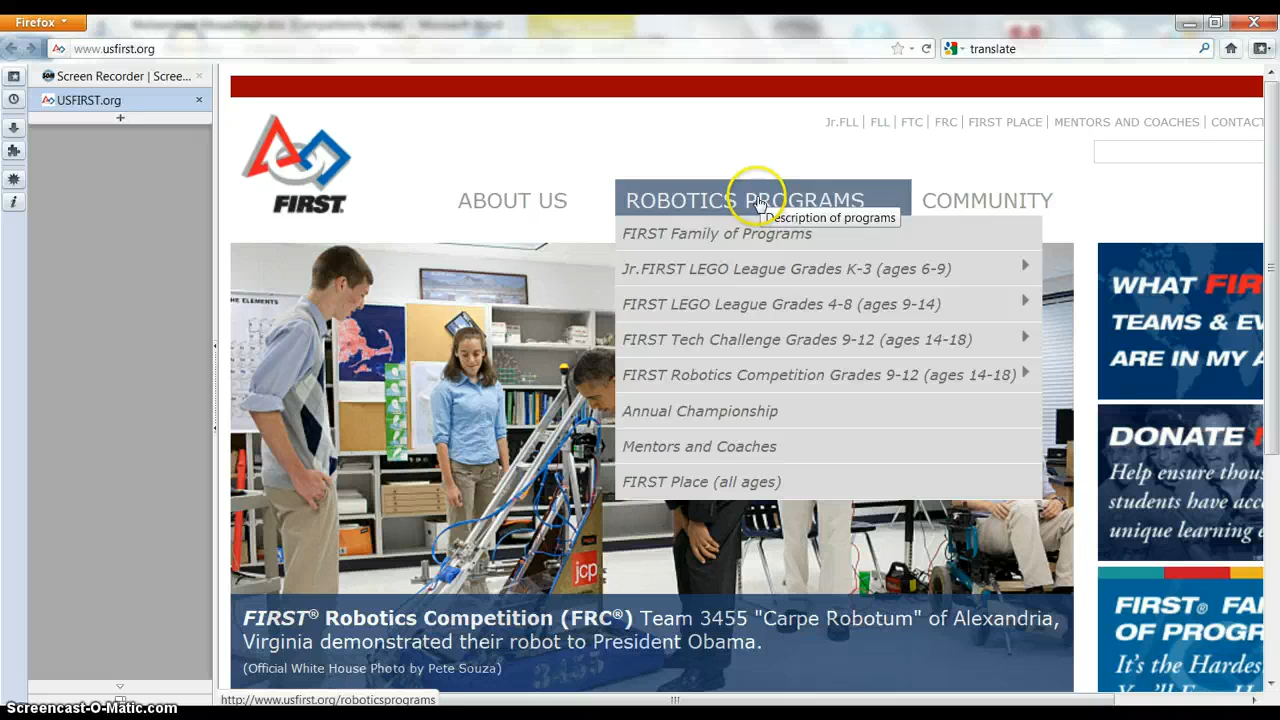 Firefox
www.usfirst.org
translate
Screen Recorder | Scree...
USFIRST.org
Jr.FLL | FLL | FTC | FRC | FIRST PLACE | MENTORS AND COACHES | CONTACT
FIRST
ABOUT US
ROBOTICS PROGRAMS
COMMUNITY
Description of programs
FIRST Family of Programs
Jr.FIRST LEGO League Grades K-3 (ages 6-9)
FIRST LEGO League Grades 4-8 (ages 9-14)
FIRST Tech Challenge Grades 9-12 (ages 14-18)
FIRST Robotics Competition Grades 9-12 (ages 14-18)
Annual Championship
Mentors and Coaches
FIRST Place (all ages)
THE ELEMENTS
jcp
WHAT FIR
TEAMS & EV
ARE IN MY A
DONATE
Help ensure thous
students have acc
unique learning e
FIRST® FA
OF PROGR
It's the Hardes
FIRST® Robotics Competition (FRC®) Team 3455 "Carpe Robotum" of Alexandria,
Virginia demonstrated their robot to President Obama.
(Official White House Photo by Pete Souza)
http://www.usfirst.org/roboticsprograms
Screencast-O-Matic.com